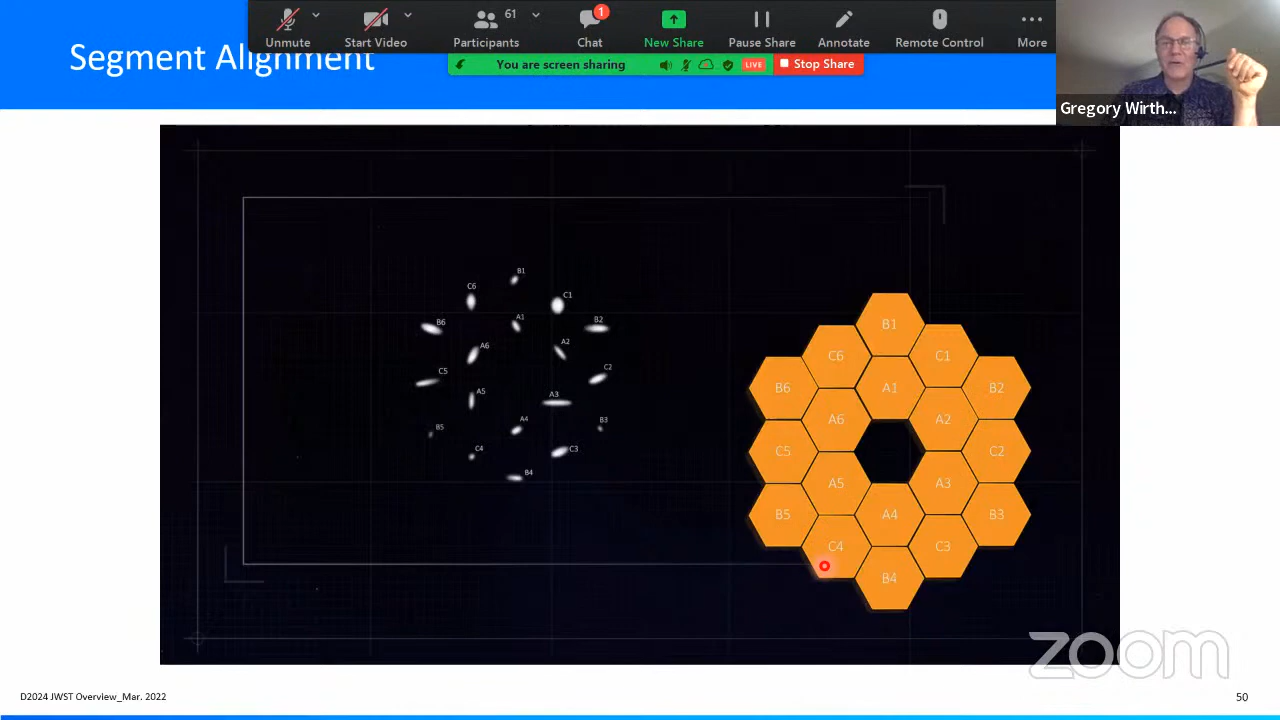 Segment Alignment
Unmute
Start Video
61
Participants
1
Chat
New Share
Pause Share
Annotate
Remote Control
More
You are screen sharing
LIVE
Stop Share
Gregory Wirth...
B1
C6
C1
B6
A1
B2
A6
A2
C5
C2
A5
A3
B5
A4
B3
C4
C3
B4
B1
C6
C1
B6
A1
B2
A6
A2
C5
C2
A5
A3
B5
A4
B3
C4
C3
B4
zoom
D2024 JWST Overview_Mar. 2022
50